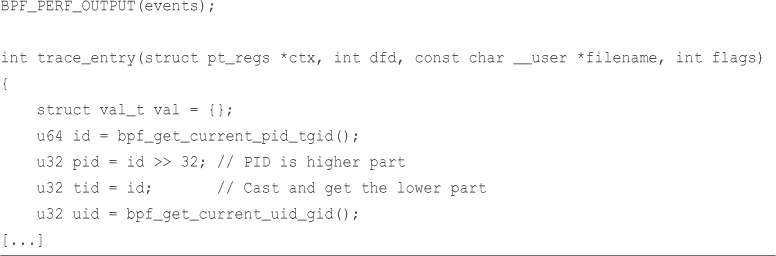 BPF_PERF_OUTPUT(events);

int trace_entry(struct pt_regs *ctx, int dfd, const char __user *filename, int flags)
{
    struct val_t val = {};
    u64 id = bpf_get_current_pid_tgid();
    u32 pid = id >> 32; // PID is higher part
    u32 tid = id;       // Cast and get the lower part
    u32 uid = bpf_get_current_uid_gid();
[...]